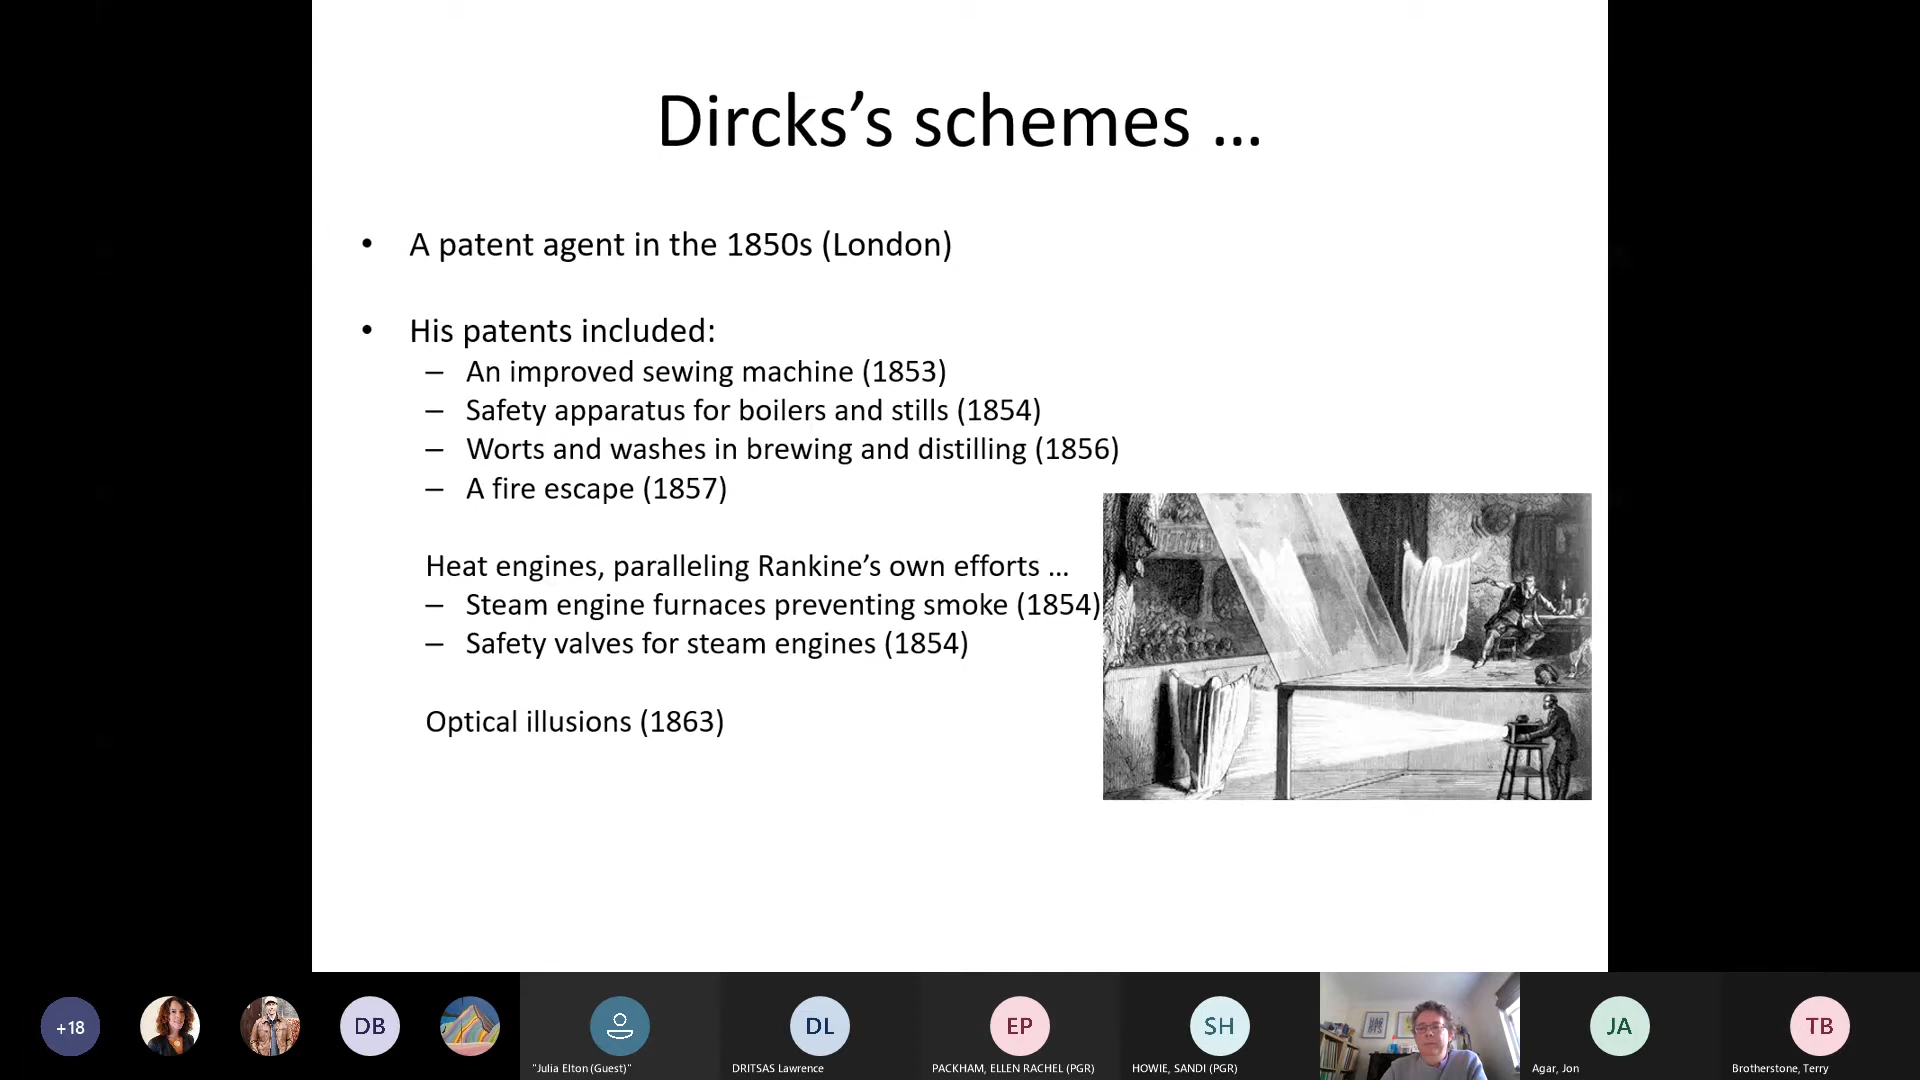 Dircks’s schemes ...
• A patent agent in the 1850s (London)
• His patents included:
– An improved sewing machine (1853)
– Safety apparatus for boilers and stills (1854)
– Worts and washes in brewing and distilling (1856)
– A fire escape (1857)
Heat engines, paralleling Rankine’s own efforts ...
– Steam engine furnaces preventing smoke (1854)
– Safety valves for steam engines (1854)
Optical illusions (1863)
+18
DB
DL
EP
SH
JA
TB
"Julia Elton (Guest)"
DRITSAS Lawrence
PACKHAM, ELLEN RACHEL (PGR)
HOWIE, SANDI (PGR)
Agar, Jon
Brotherstone, Terry